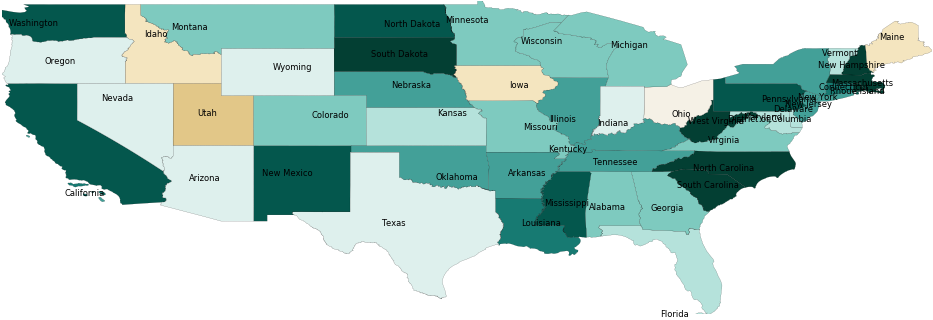 Washington
Montana
North Dakota
Minnesota
Idaho
Maine
Wisconsin
Michigan
South Dakota
Vermont
Oregon
Wyoming
New Hampshire
Nebraska
Iowa
Massachusetts
Connecticut
Rhode Island
Nevada
Pennsylvania
New York
New Jersey
Utah
Colorado
Kansas
Ohio
Delaware
Illinois
Indiana
West Virginia
Maryland
District of Columbia
Missouri
Virginia
Kentucky
Tennessee
North Carolina
New Mexico
Arkansas
Oklahoma
Arizona
South Carolina
California
Mississippi
Alabama
Georgia
Texas
Louisiana
Florida